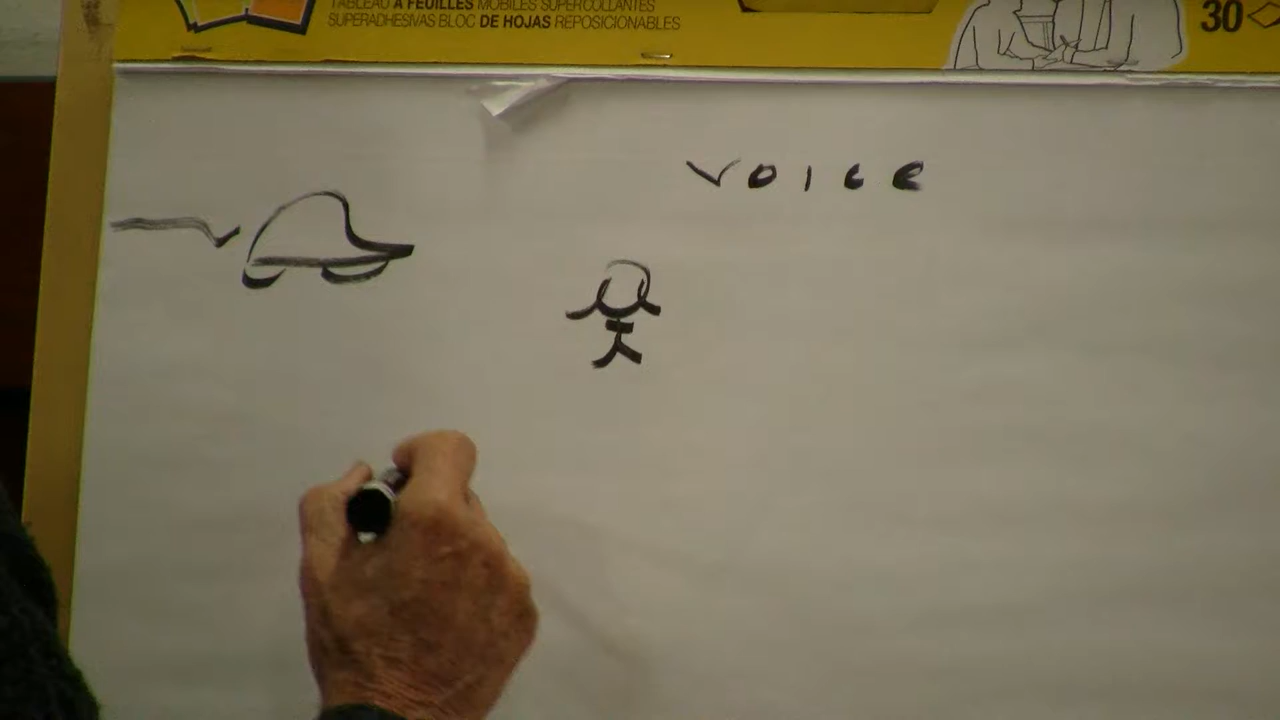 TABLEAU A FEUILLES MOBILES SUPERCOLLANTES
SUPERADHESIVAS BLOC DE HOJAS REPOSICIONABLES
30
VOICE